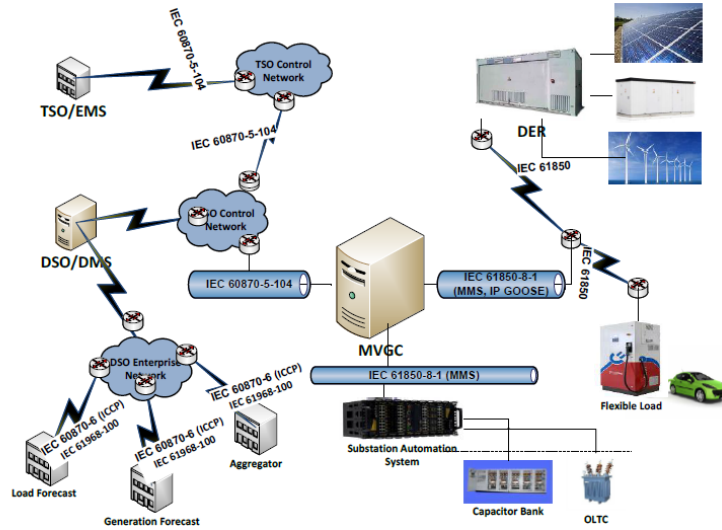 IEC 60870-5-104
TSO Control
Network
TSO/EMS
DER
IEC 60870-5-104
IEC 61850
SO Control
Network
DSO/DMS
IEC 60870-5-104
IEC 61850-8-1
(MMS, IP GOOSE)
IEC 61850
MVGC
DSO Enterprise
Network
IEC 61850-8-1 (MMS)
IEC 60870-6 (ICCP)
IEC 61968-100
IEC 60870-6 (ICCP)
IEC 61968-100
IEC 60870-6 (ICCP)
IEC 61968-100
Flexible Load
Substation Automation
System
Aggregator
Load Forecast
Generation Forecast
Capacitor Bank
OLTC